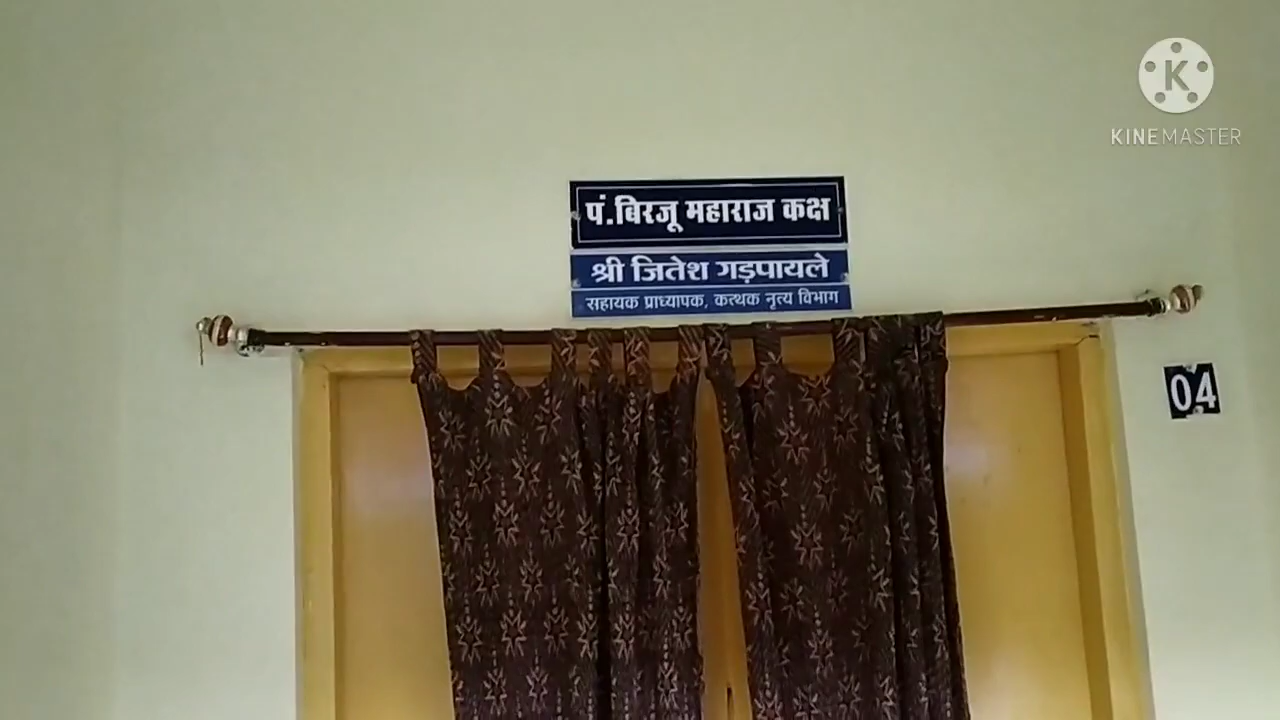 K
KINEMASTER
पं.बिरजू महाराज कक्ष
श्री जितेश गड़पायले
सहायक प्राध्यापक, कत्थक नृत्य विभाग
04